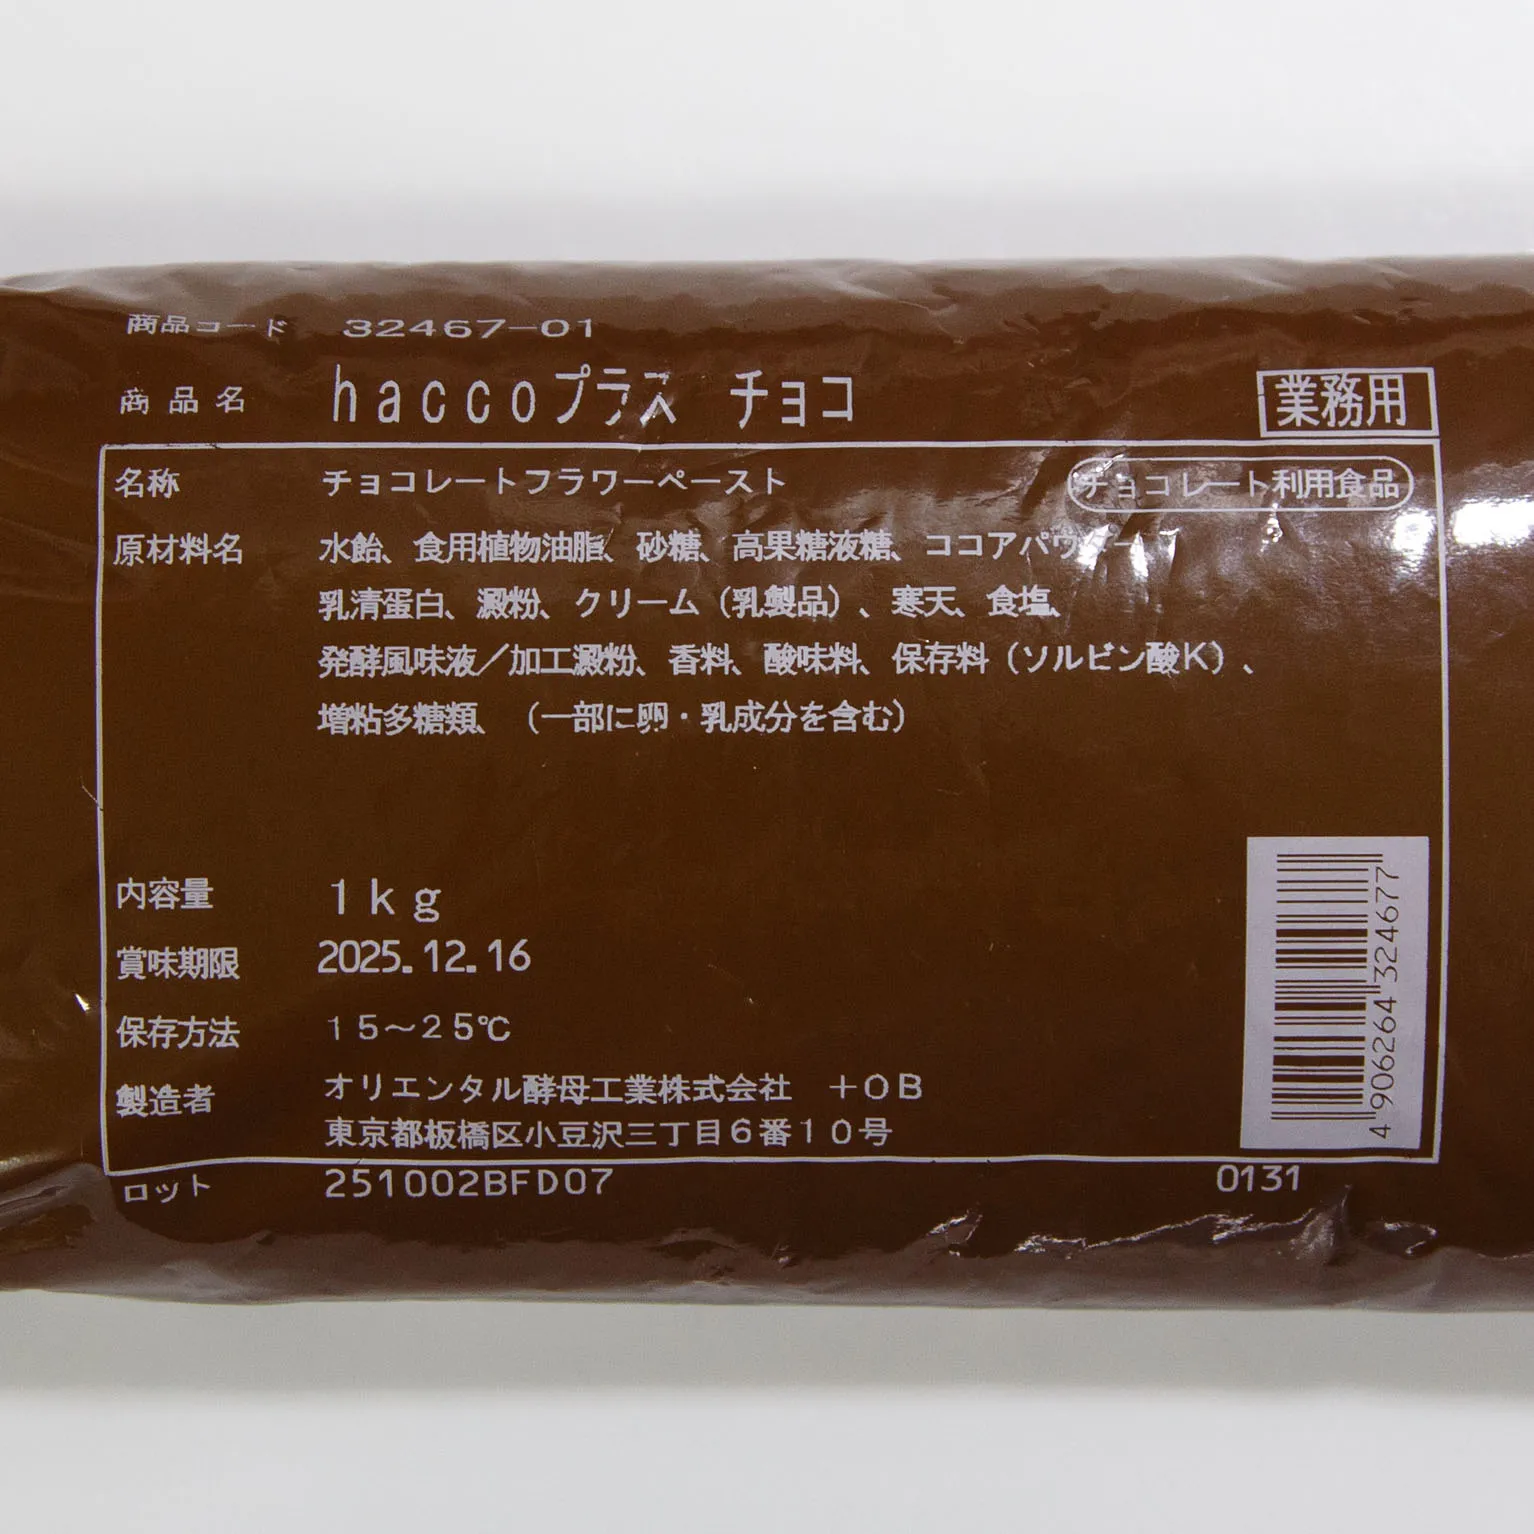 商品コード 32467-01
商品名 haccoプラス チョコ 業務用
名称 チョコレートフラワーペースト チョコレート利用食品
原材料名 水飴、食用植物油脂、砂糖、高果糖液糖、ココアパウダー、
乳清蛋白、澱粉、クリーム（乳製品）、寒天、食塩、
発酵風味液／加工澱粉、香料、酸味料、保存料（ソルビン酸K）、
増粘多糖類、（一部に卵・乳成分を含む）
内容量 1kg
賞味期限 2025.12.16
保存方法 15～25℃
製造者 オリエンタル酵母工業株式会社 +OB
東京都板橋区小豆沢三丁目6番10号
4906264324677
ロット 251002BFD07 0131